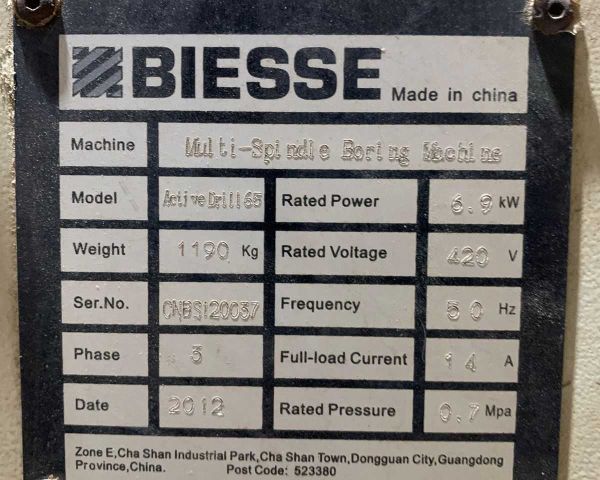 BIESSE Made in china
Machine Multi-Spindle Boring Machine
Model ActiveDrill65 Rated Power 6.9 kW
Weight 1190 Kg Rated Voltage 420 V
Ser.No. CNBS120037 Frequency 50 Hz
Phase 3 Full-load Current 14 A
Date 2012 Rated Pressure 0.7 Mpa
Zone E,Cha Shan Industrial Park,Cha Shan Town,Dongguan City,Guangdong
Province,China. Post Code: 523380